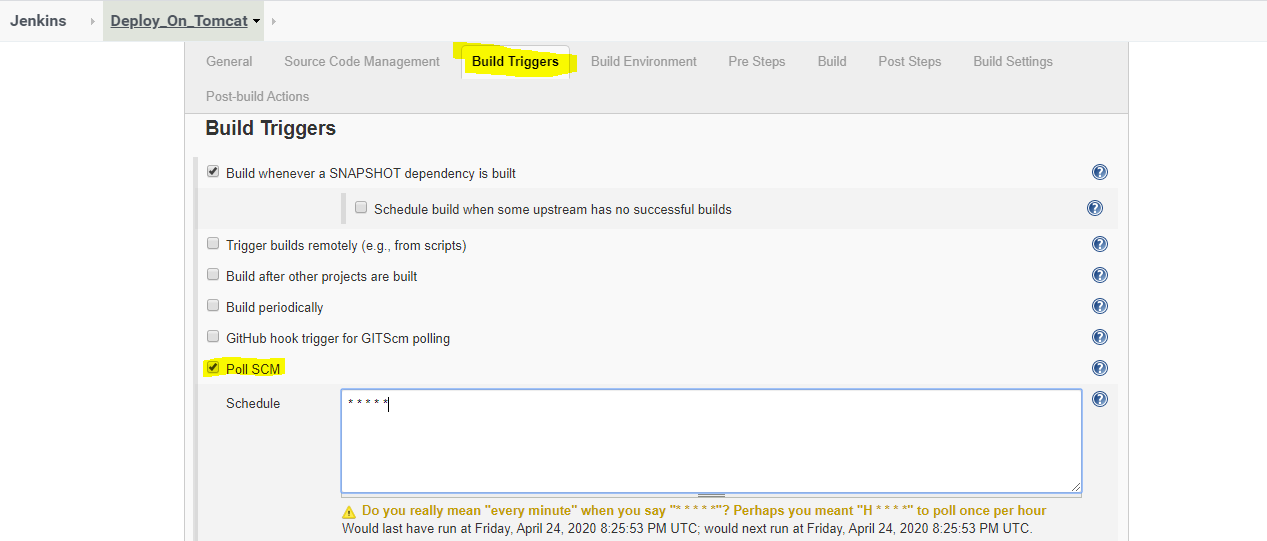 Jenkins Deploy_On_Tomcat
General Source Code Management Build Triggers Build Environment Pre Steps Build Post Steps Build Settings
Post-build Actions
Build Triggers
Build whenever a SNAPSHOT dependency is built
Schedule build when some upstream has no successful builds
Trigger builds remotely (e.g., from scripts)
Build after other projects are built
Build periodically
GitHub hook trigger for GITScm polling
Poll SCM
Schedule * * * * *
Do you really mean "every minute" when you say "* * * * *"? Perhaps you meant "H * * * *" to poll once per hour
Would last have run at Friday, April 24, 2020 8:25:53 PM UTC; would next run at Friday, April 24, 2020 8:25:53 PM UTC.